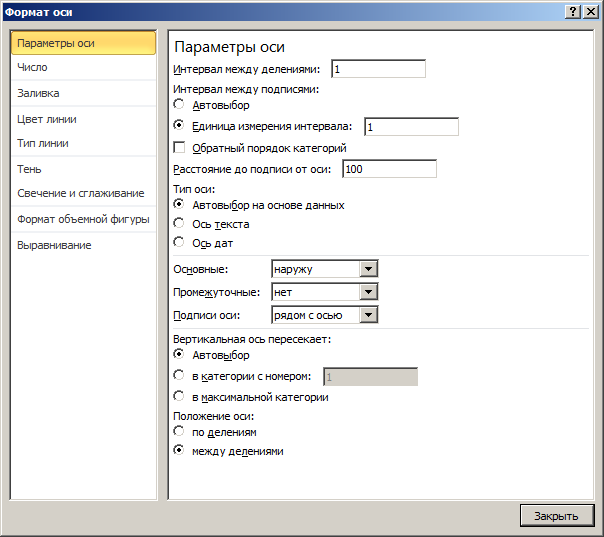 Формат оси
Параметры оси
Число
Заливка
Цвет линии
Тип линии
Тень
Свечение и сглаживание
Формат объемной фигуры
Выравнивание
Параметры оси
Интервал между делениями: 1
Интервал между подписями:
Автовыбор
Единица измерения интервала: 1
Обратный порядок категорий
Расстояние до подписи от оси: 100
Тип оси:
Автовыбор на основе данных
Ось текста
Ось дат
Основные: наружу
Промежуточные: нет
Подписи оси: рядом с осью
Вертикальная ось пересекает:
Автовыбор
в категории с номером: 1
в максимальной категории
Положение оси:
по делениям
между делениями
Закрыть